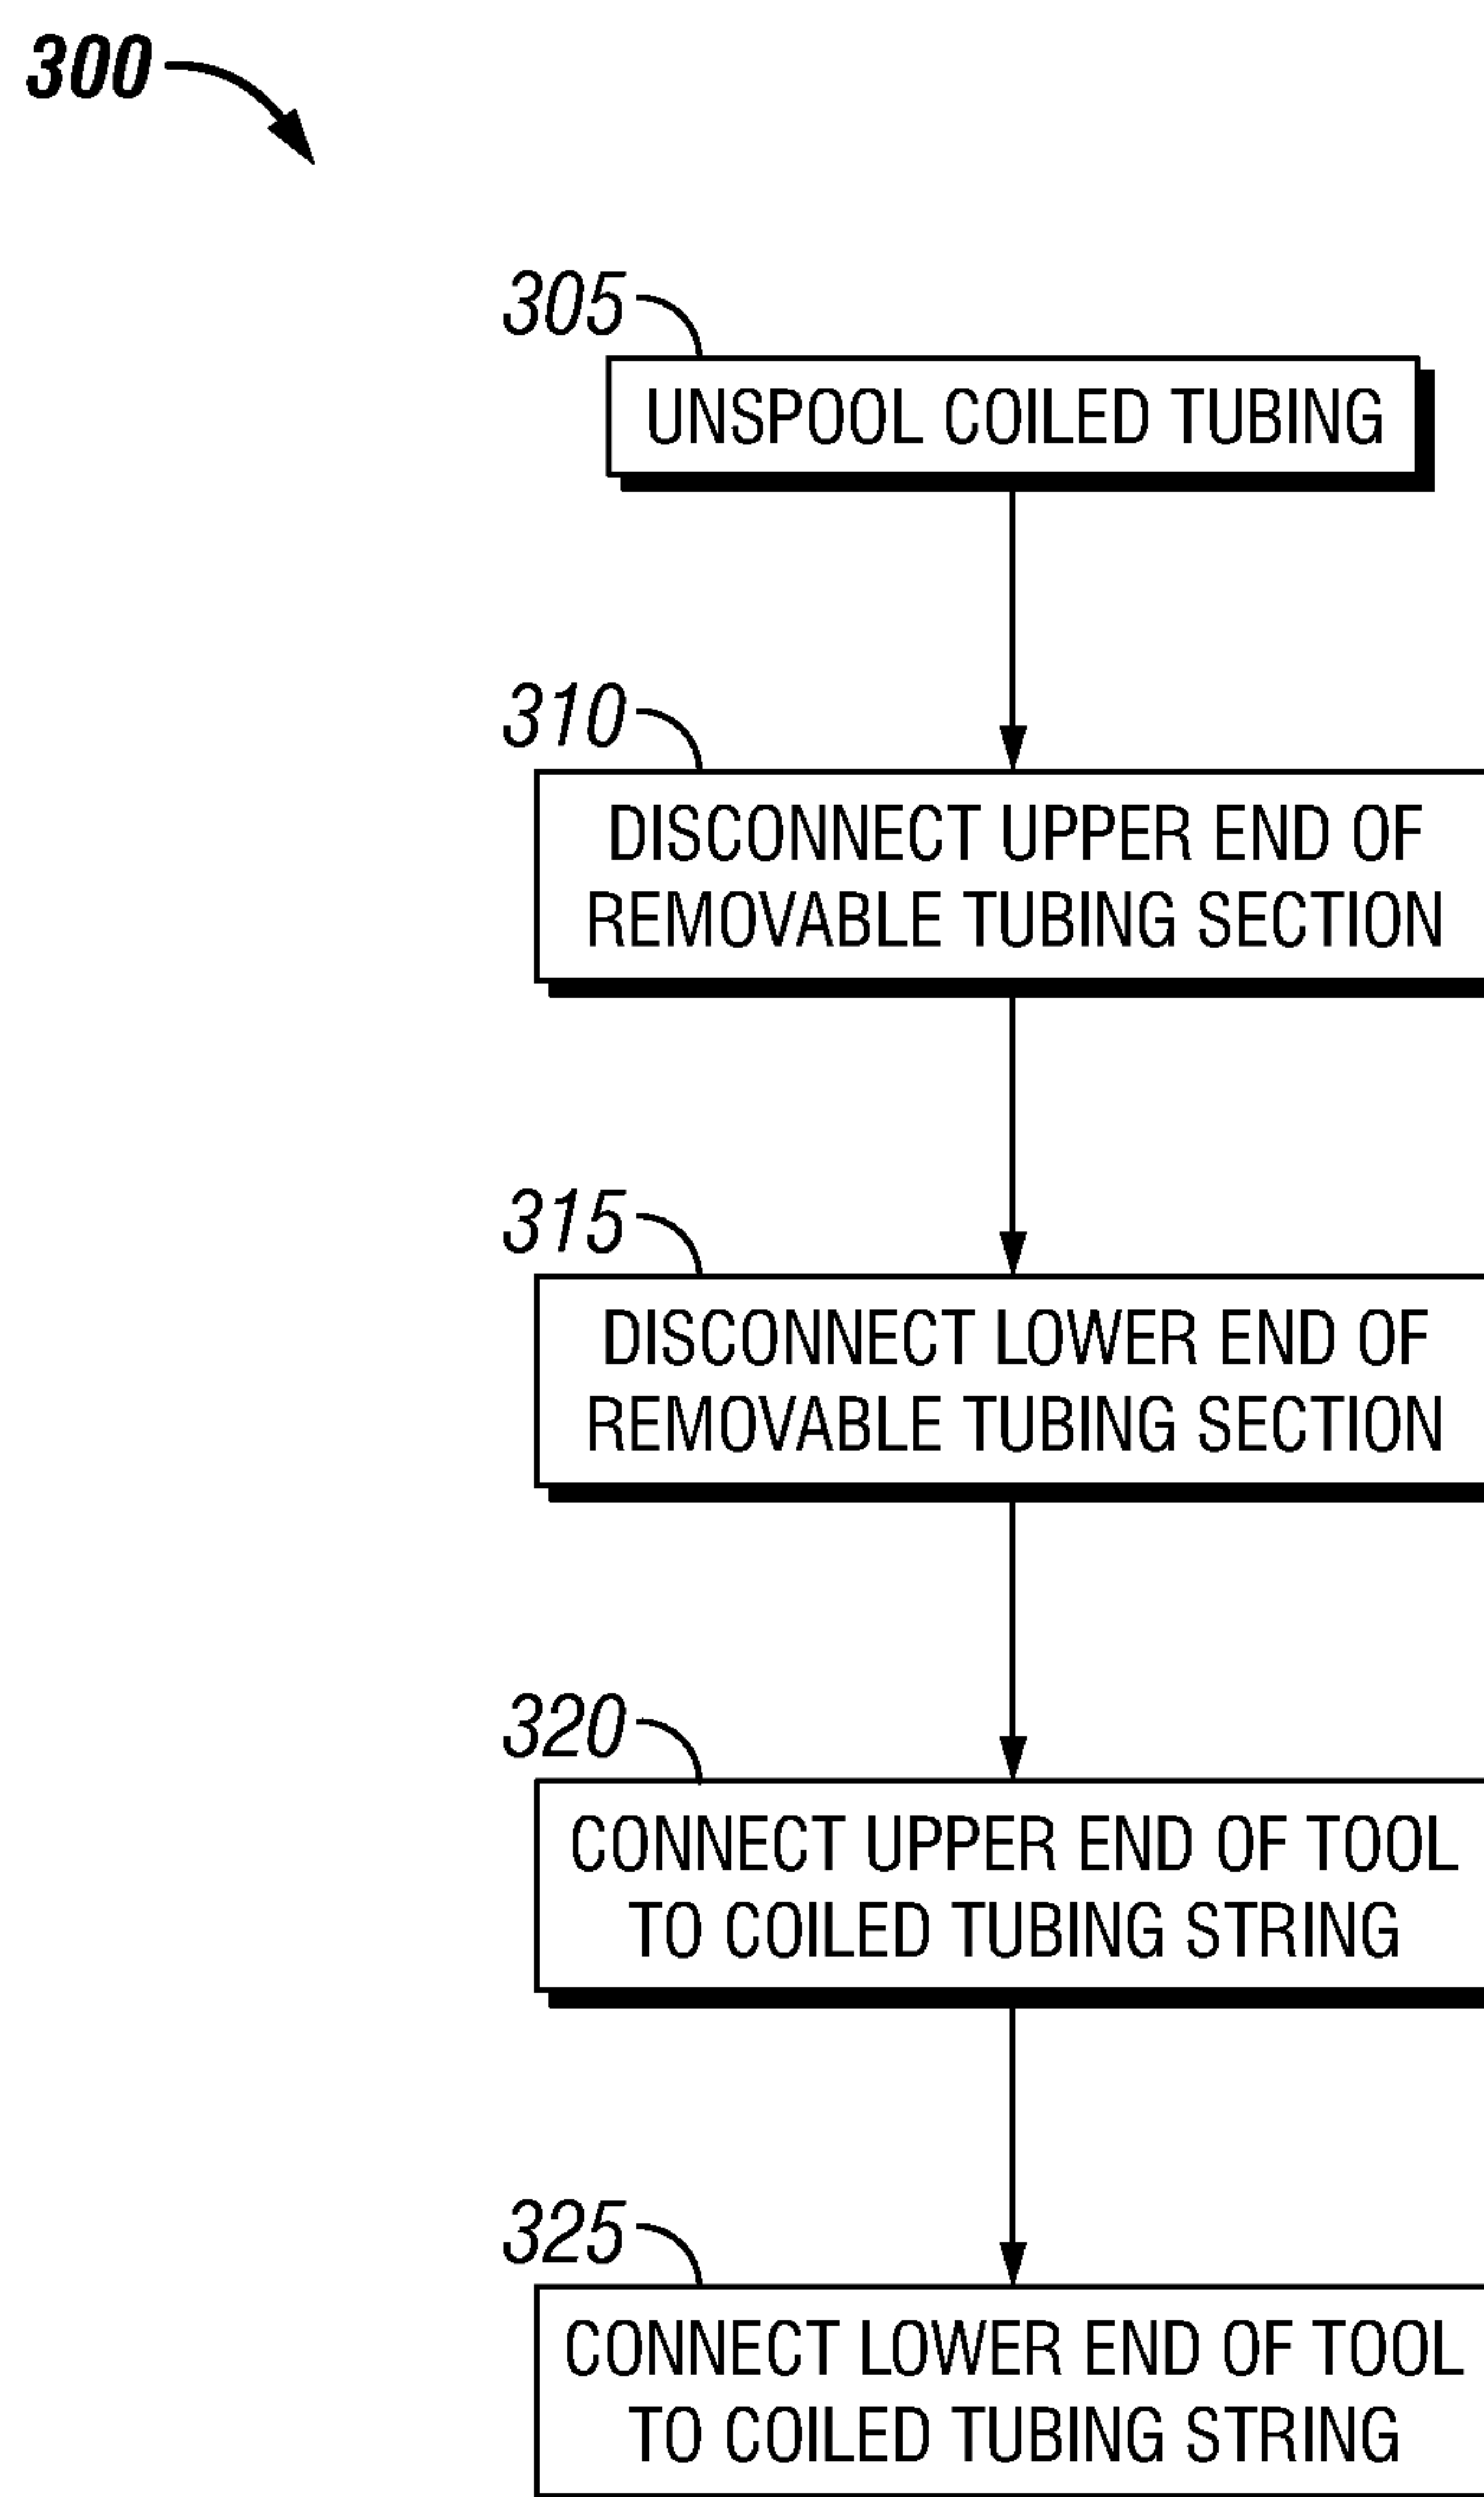 300
305
UNSPOOL COILED TUBING
310
DISCONNECT UPPER END OF
REMOVABLE TUBING SECTION
315
DISCONNECT LOWER END OF
REMOVABLE TUBING SECTION
320
CONNECT UPPER END OF TOOL
TO COILED TUBING STRING
325
CONNECT LOWER END OF TOOL
TO COILED TUBING STRING